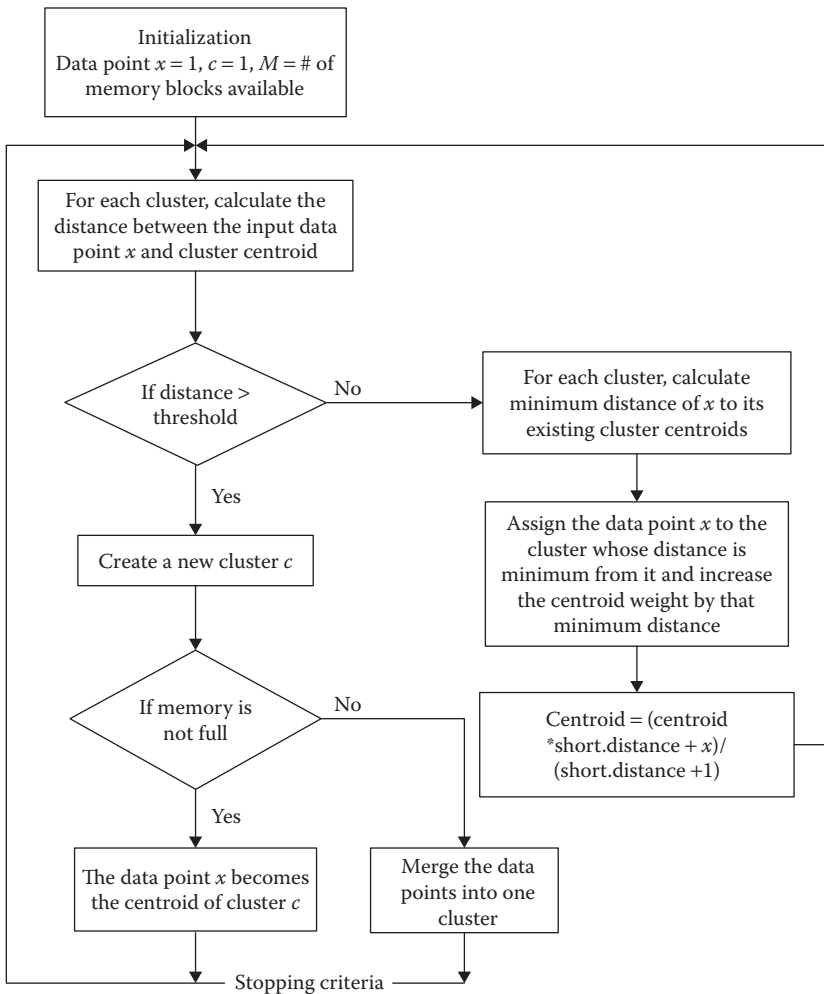 Initialization
Data point x = 1, c = 1, M = # of
memory blocks available
For each cluster, calculate the
distance between the input data
point x and cluster centroid
If distance >
threshold
No
For each cluster, calculate
minimum distance of x to its
existing cluster centroids
Yes
Assign the data point x to the
cluster whose distance is
minimum from it and increase
the centroid weight by that
minimum distance
Create a new cluster c
If memory is
not full
No
Centroid = (centroid
*short.distance + x)/
(short.distance +1)
Yes
The data point x becomes
the centroid of cluster c
Merge the data
points into one
cluster
Stopping criteria